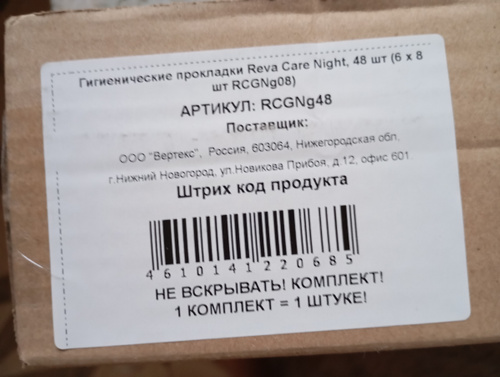 Гигиенические прокладки Reva Care Night, 48 шт (6 x 8
шт RCGNg08)
АРТИКУЛ: RCGNg48
Поставщик:
ООО "Вертекс", Россия, 603064, Нижегородская обл,
г.Нижний Новогород, ул.Новикова Прибоя, д 12, офис 601
Штрих код продукта
4610141220685
НЕ ВСКРЫВАТЬ! КОМПЛЕКТ!
1 КОМПЛЕКТ = 1 ШТУКЕ!